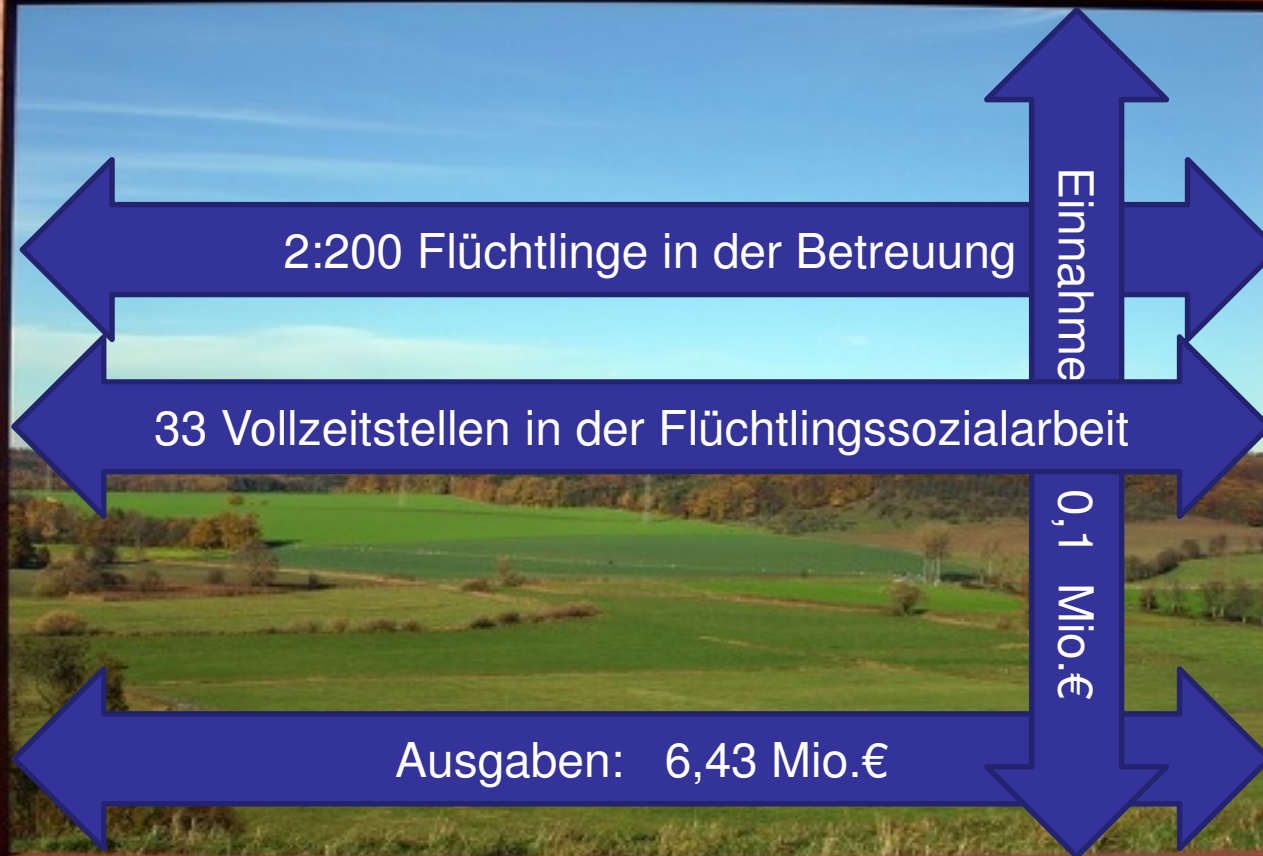 2:200 Flüchtlinge in der Betreuung
33 Vollzeitstellen in der Flüchtlingssozialarbeit
Ausgaben: 6,43 Mio.€
Einnahme 0,1 Mio.€